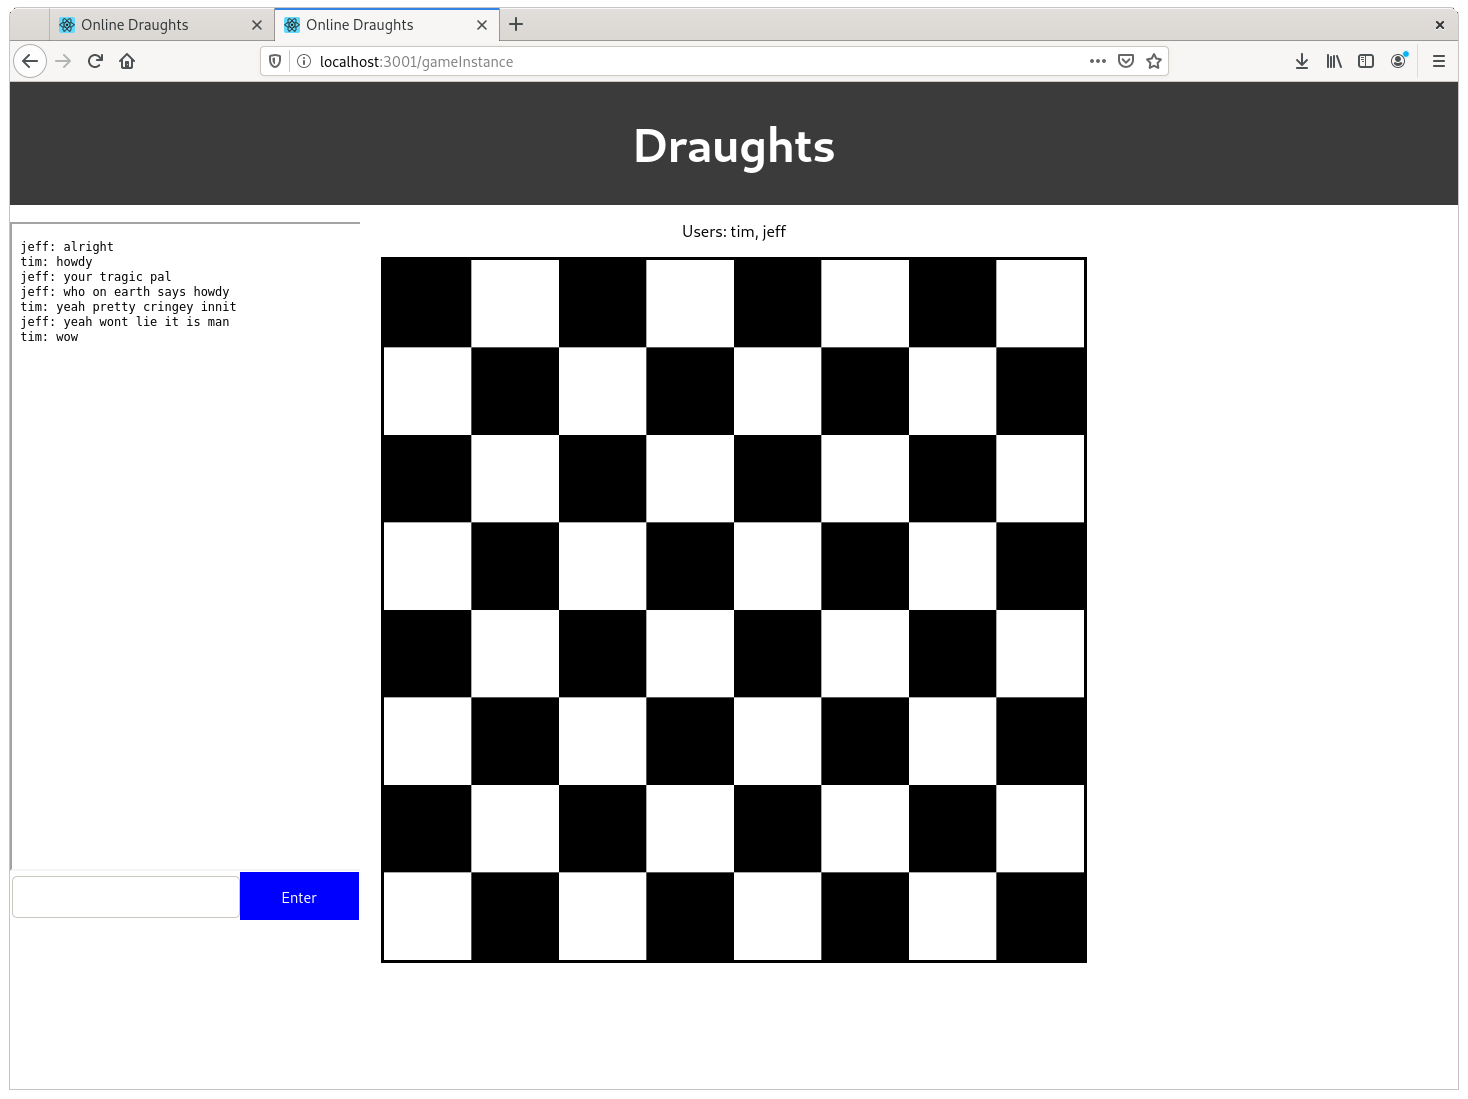 Online Draughts
Online Draughts
localhost:3001/gameInstance
Draughts
Users: tim, jeff
jeff: alright
tim: howdy
jeff: your tragic pal
jeff: who on earth says howdy
tim: yeah pretty cringey innit
jeff: yeah wont lie it is man
tim: wow
Enter